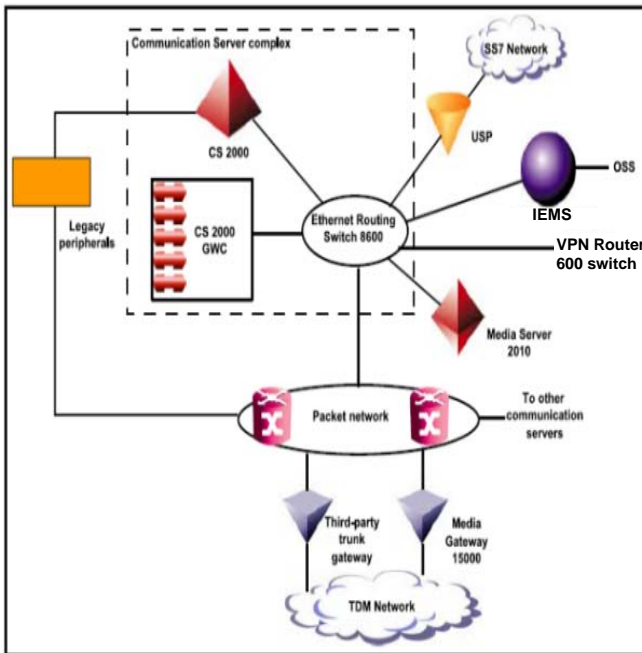 Communication Server complex
SS7 Network
CS 2000
USP
OSS
IEMS
Legacy
peripherals
CS 2000
GWC
Ethernet Routing
Switch 8600
VPN Router
600 switch
Media Server
2010
Packet network
To other
communication
servers
Third-party
trunk
gateway
Media
Gateway
15000
TDM Network